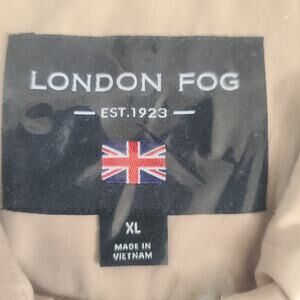 LONDON FOG
— EST.1923 —
XL
MADE IN
VIETNAM